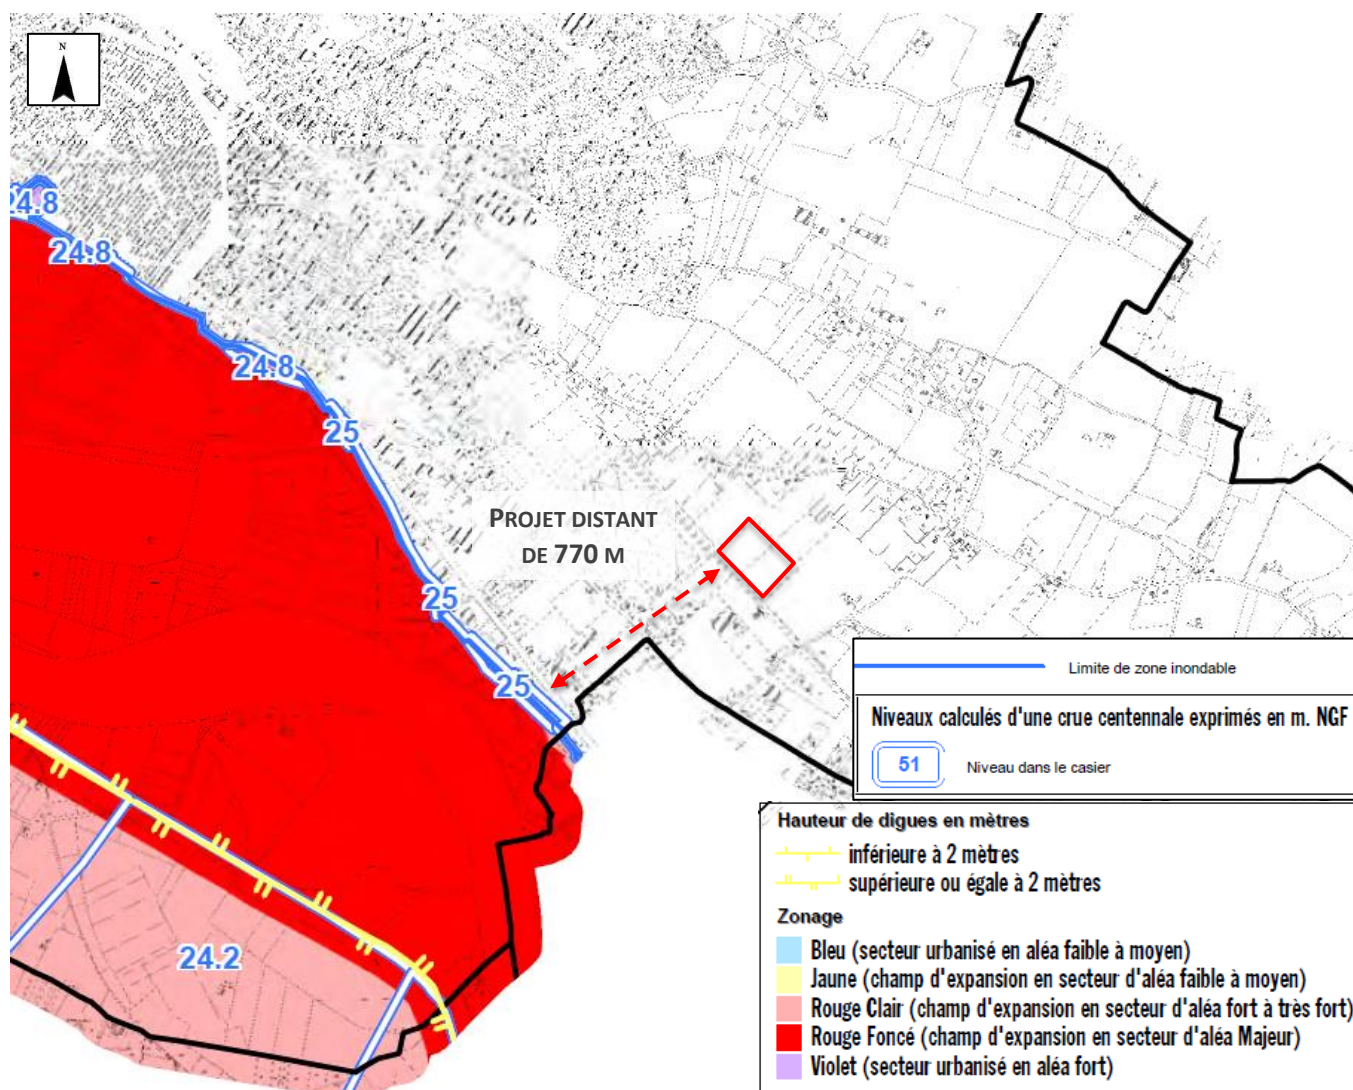 N
24.8
24.8
24.8
25
PROJET DISTANT
DE 770 M
25
25
24.2
Limite de zone inondable
Niveaux calculés d'une crue centennale exprimés en m. NGF
51
Niveau dans le casier
Hauteur de digues en mètres
inférieure à 2 mètres
supérieure ou égale à 2 mètres
Zonage
Bleu (secteur urbanisé en aléa faible à moyen)
Jaune (champ d'expansion en secteur d'aléa faible à moyen)
Rouge Clair (champ d'expansion en secteur d'aléa fort à très fort)
Rouge Foncé (champ d'expansion en secteur d'aléa Majeur)
Violet (secteur urbanisé en aléa fort)